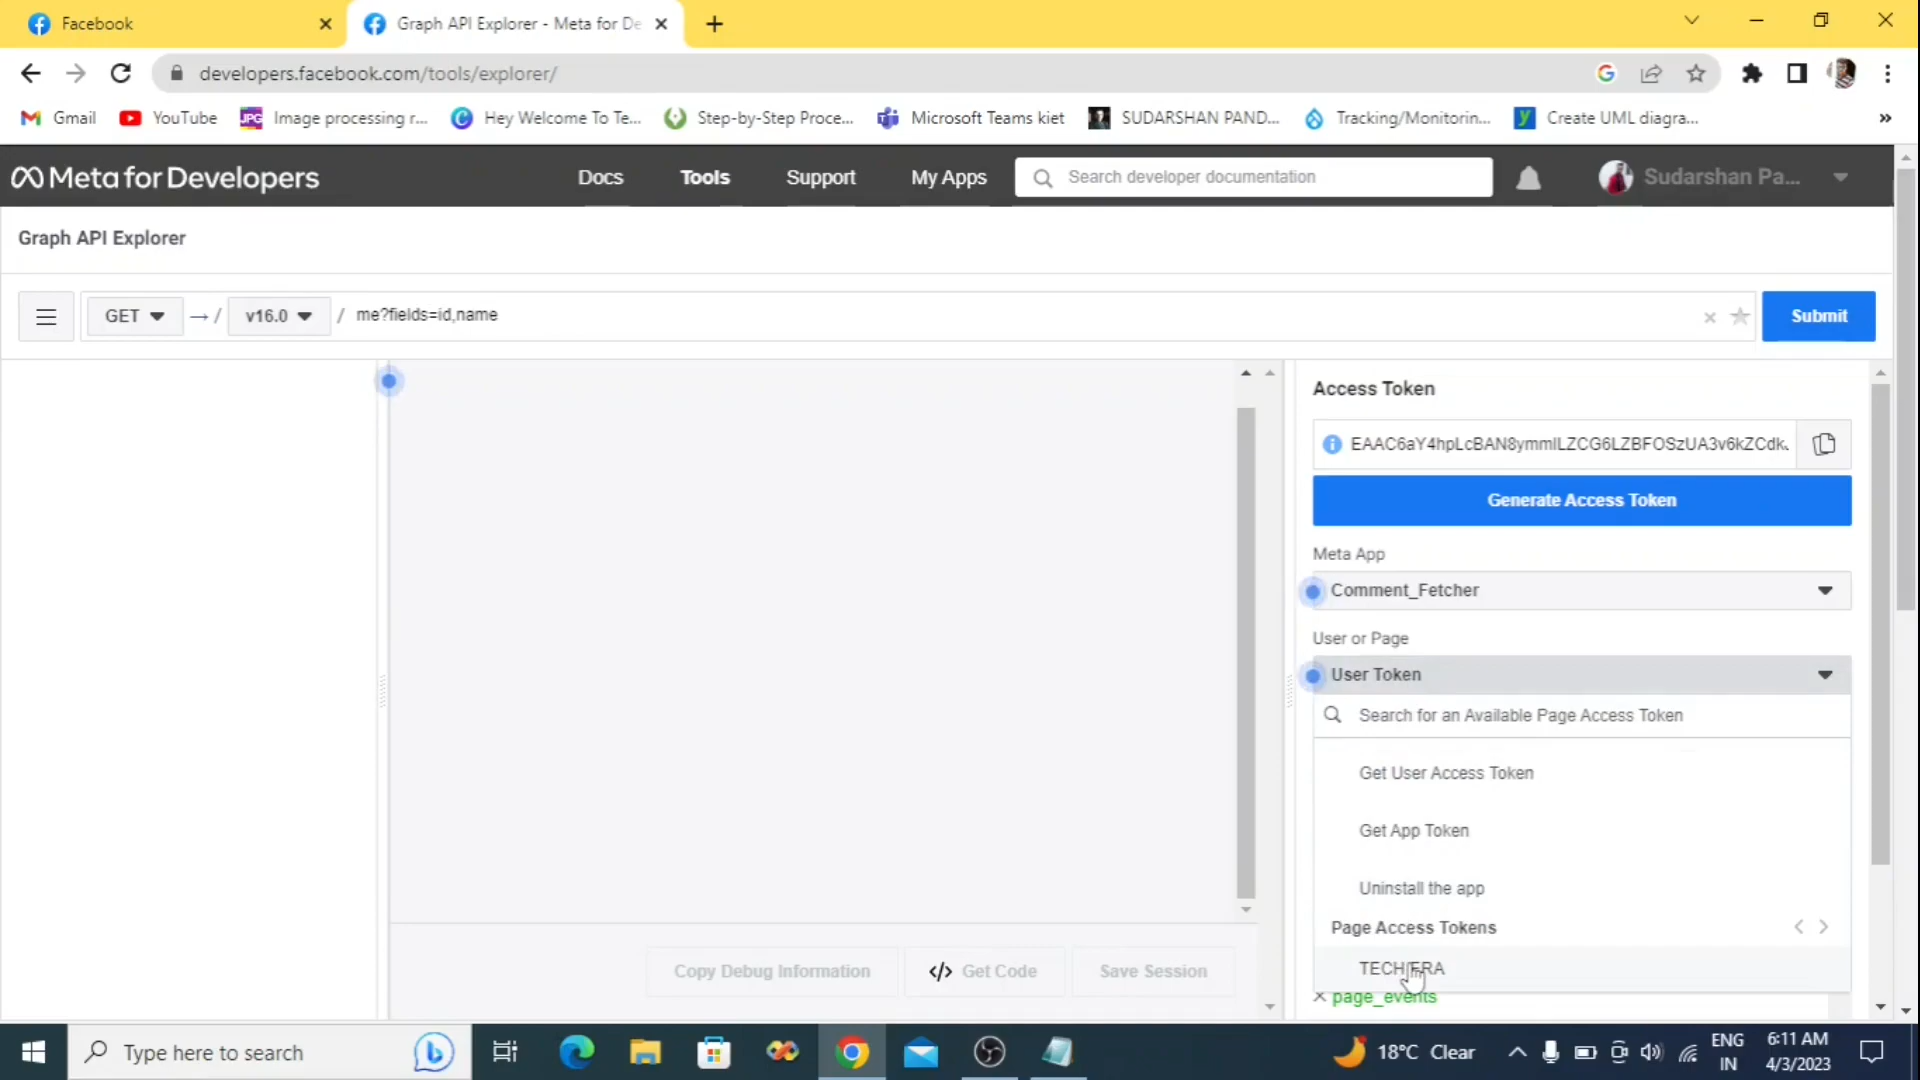 Facebook
Graph API Explorer - Meta for De
developers.facebook.com/tools/explorer/
Gmail
YouTube
Image processing r...
Hey Welcome To Te...
Step-by-Step Proce...
Microsoft Teams kiet
SUDARSHAN PAND...
Tracking/Monitorin...
Create UML diagra...
Meta for Developers
Docs
Tools
Support
My Apps
Search developer documentation
Sudarshan Pa...
Graph API Explorer
GET
→ /
v16.0
/ me?fields=id,name
Submit
Access Token
EAAC6aY4hpLcBAN8ymmILZCG6LZBFOSzUA3v6kZCdk
Generate Access Token
Meta App
Comment_Fetcher
User or Page
User Token
Search for an Available Page Access Token
Get User Access Token
Get App Token
Uninstall the app
Page Access Tokens
TECH ERA
page_events
Copy Debug Information
</> Get Code
Save Session
Type here to search
18°C Clear
ENG
IN
6:11 AM
4/3/2023